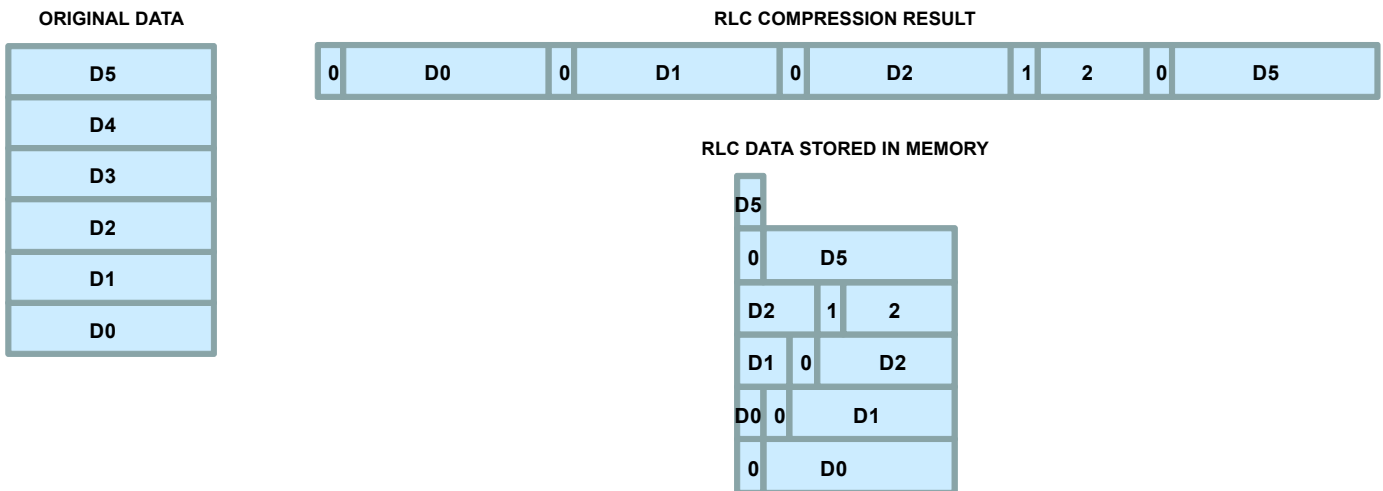 ORIGINAL DATA
D5
D4
D3
D2
D1
D0
RLC COMPRESSION RESULT
0 D0 0 D1 0 D2 1 2 0 D5
RLC DATA STORED IN MEMORY
D5
0 D5
D2 1 2
D1 0 D2
D0 0 D1
0 D0